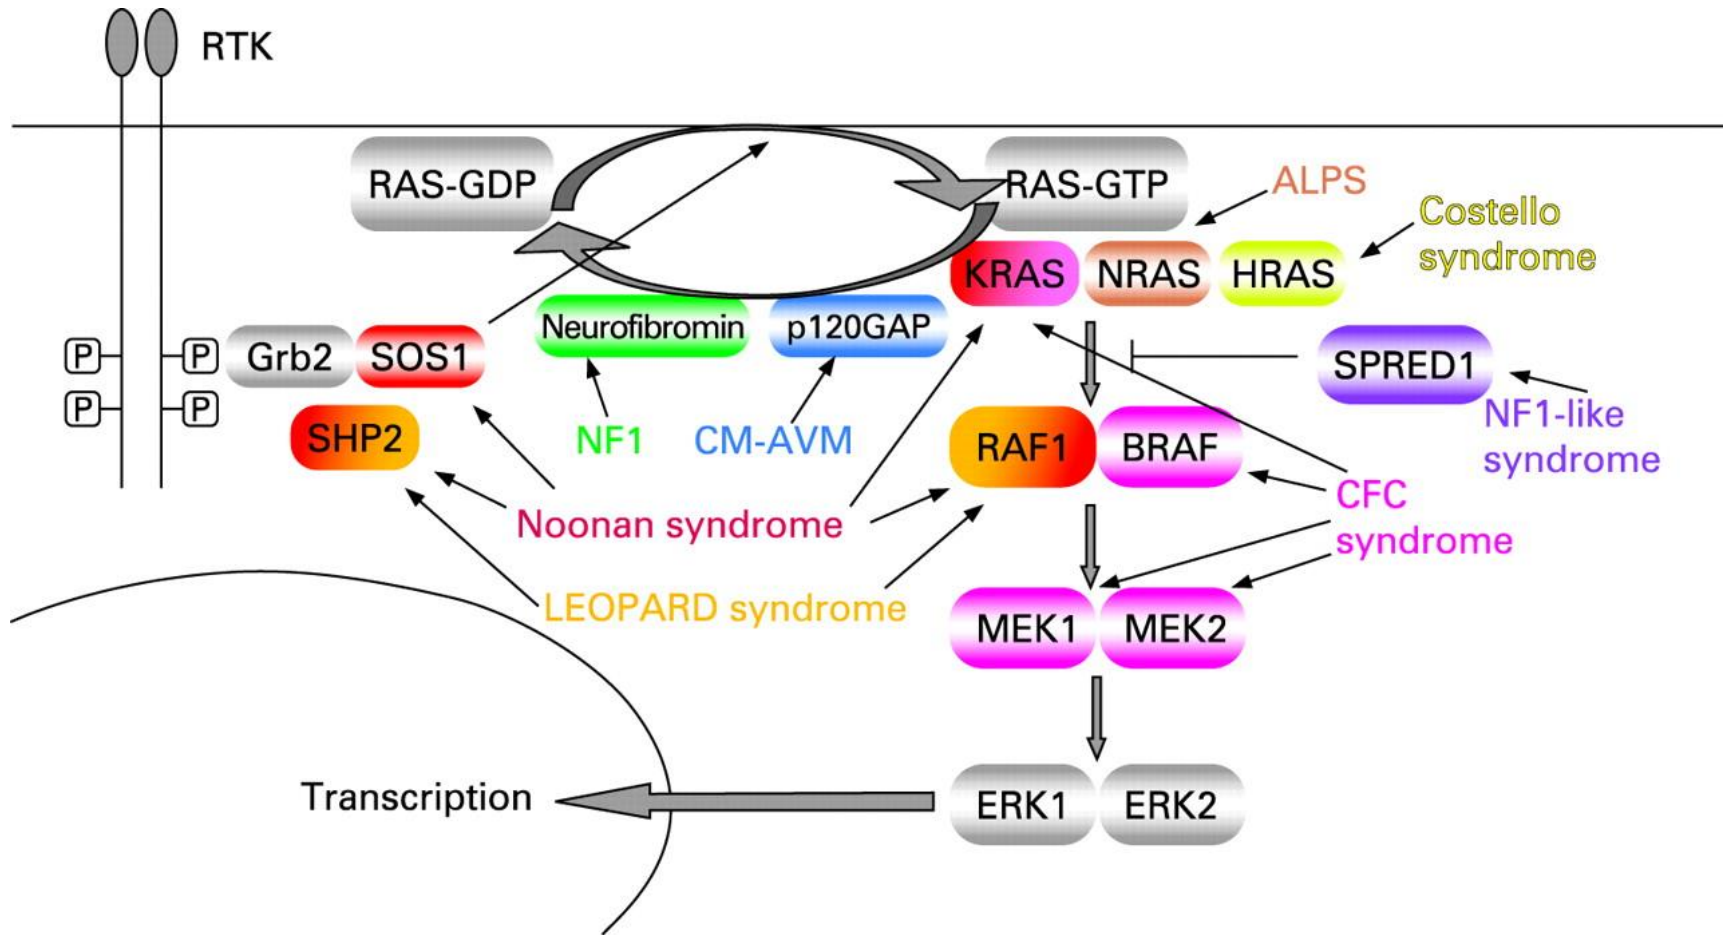 RTK
RAS-GDP
RAS-GTP
ALPS
Costello
syndrome
KRAS
NRAS
HRAS
Neurofibromin
p120GAP
P
P
Grb2
SOS1
SPRED1
P
P
SHP2
NF1
CM-AVM
RAF1
BRAF
NF1-like
syndrome
Noonan syndrome
CFC
syndrome
LEOPARD syndrome
MEK1
MEK2
Transcription
ERK1
ERK2